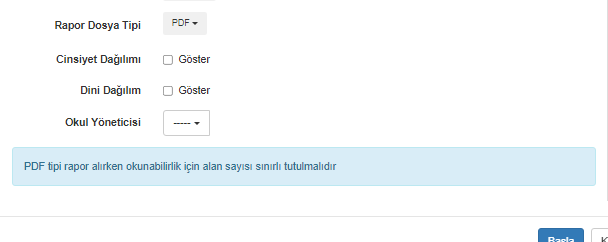 Rapor Dosya Tipi PDF
Cinsiyet Dağılımı Göster
Dini Dağılım Göster
Okul Yöneticisi -----
PDF tipi rapor alırken okunabilirlik için alan sayısı sınırlı tutulmalıdır
Başla